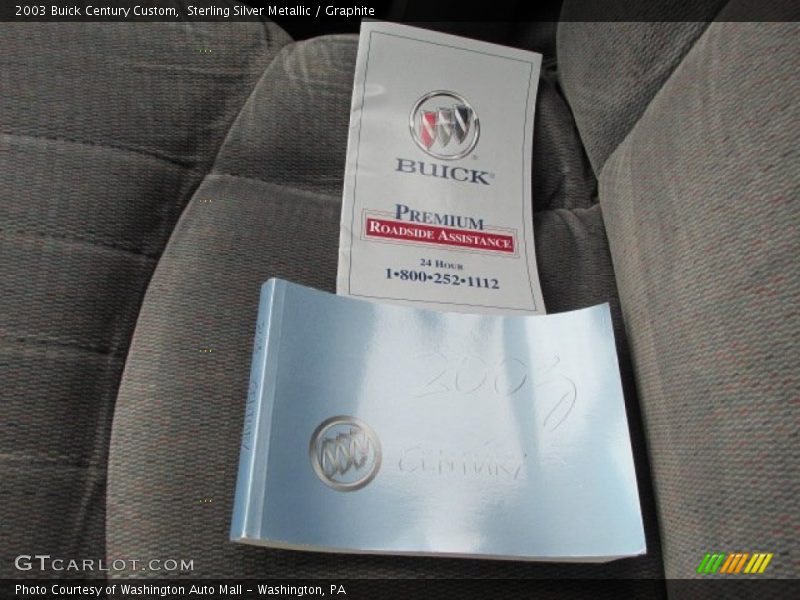 2003 Buick Century Custom,  Sterling Silver Metallic / Graphite
BUICK
PREMIUM
ROADSIDE ASSISTANCE
24 HOUR
1•800•252•1112
2003
CENTURY
GTCARLOT.COM
Photo Courtesy of Washington Auto Mall - Washington, PA